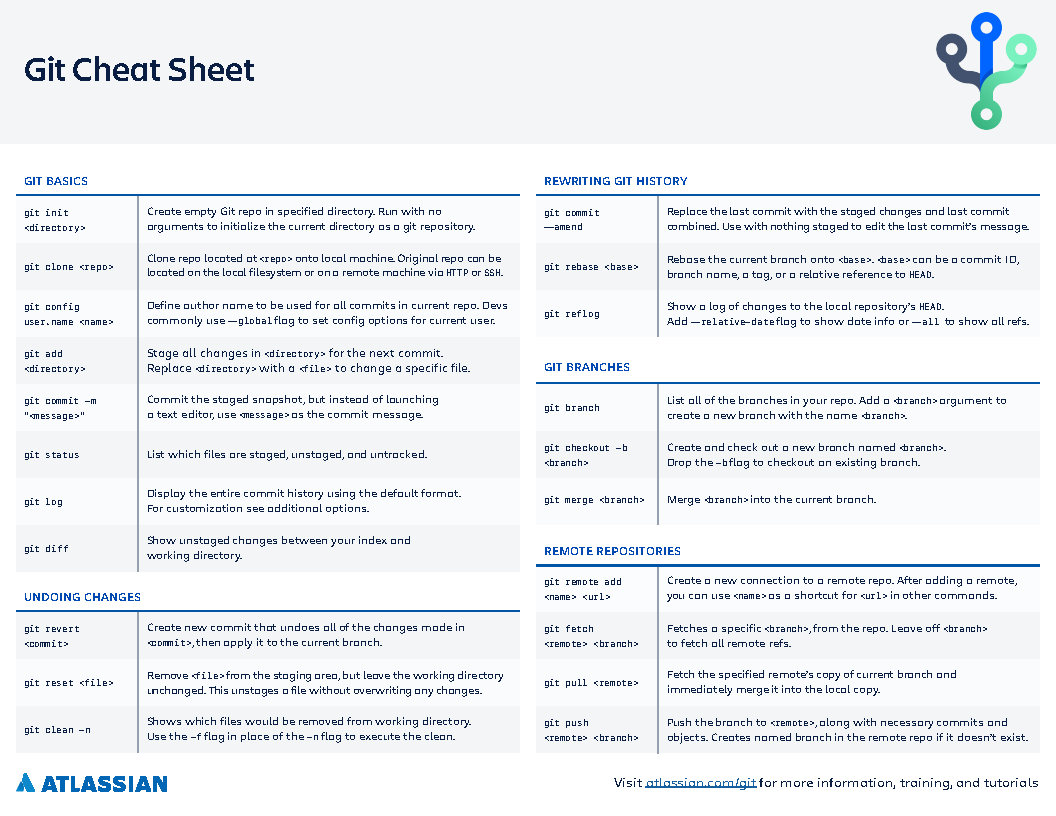 Git Cheat Sheet
GIT BASICS
git init
<directory>
Create empty Git repo in specified directory. Run with no
arguments to initialize the current directory as a git repository.
git clone <repo>
Clone repo located at <repo> onto local machine. Original repo can be
located on the local filesystem or on a remote machine via HTTP or SSH.
git config
user.name <name>
Define author name to be used for all commits in current repo. Devs
commonly use —global flag to set config options for current user.
git add
<directory>
Stage all changes in <directory> for the next commit.
Replace <directory> with a <file> to change a specific file.
git commit -m
"<message>"
Commit the staged snapshot, but instead of launching
a text editor, use <message> as the commit message.
git status
List which files are staged, unstaged, and untracked.
git log
Display the entire commit history using the default format.
For customization see additional options.
git diff
Show unstaged changes between your index and
working directory.
UNDOING CHANGES
git revert
<commit>
Create new commit that undoes all of the changes made in
<commit>, then apply it to the current branch.
git reset <file>
Remove <file> from the staging area, but leave the working directory
unchanged. This unstages a file without overwriting any changes.
git clean -n
Shows which files would be removed from working directory.
Use the -f flag in place of the -n flag to execute the clean.
REWRITING GIT HISTORY
git commit
—amend
Replace the last commit with the staged changes and last commit
combined. Use with nothing staged to edit the last commit’s message.
git rebase <base>
Rebase the current branch onto <base>. <base> can be a commit ID,
branch name, a tag, or a relative reference to HEAD.
git reflog
Show a log of changes to the local repository’s HEAD.
Add —relative-date flag to show date info or —all to show all refs.
GIT BRANCHES
git branch
List all of the branches in your repo. Add a <branch> argument to
create a new branch with the name <branch>.
git checkout -b
<branch>
Create and check out a new branch named <branch>.
Drop the -b flag to checkout an existing branch.
git merge <branch>
Merge <branch> into the current branch.
REMOTE REPOSITORIES
git remote add
<name> <url>
Create a new connection to a remote repo. After adding a remote,
you can use <name> as a shortcut for <url> in other commands.
git fetch
<remote> <branch>
Fetches a specific <branch>, from the repo. Leave off <branch>
to fetch all remote refs.
git pull <remote>
Fetch the specified remote’s copy of current branch and
immediately merge it into the local copy.
git push
<remote> <branch>
Push the branch to <remote>, along with necessary commits and
objects. Creates named branch in the remote repo if it doesn’t exist.
ATLASSIAN
Visit atlassian.com/git for more information, training, and tutorials